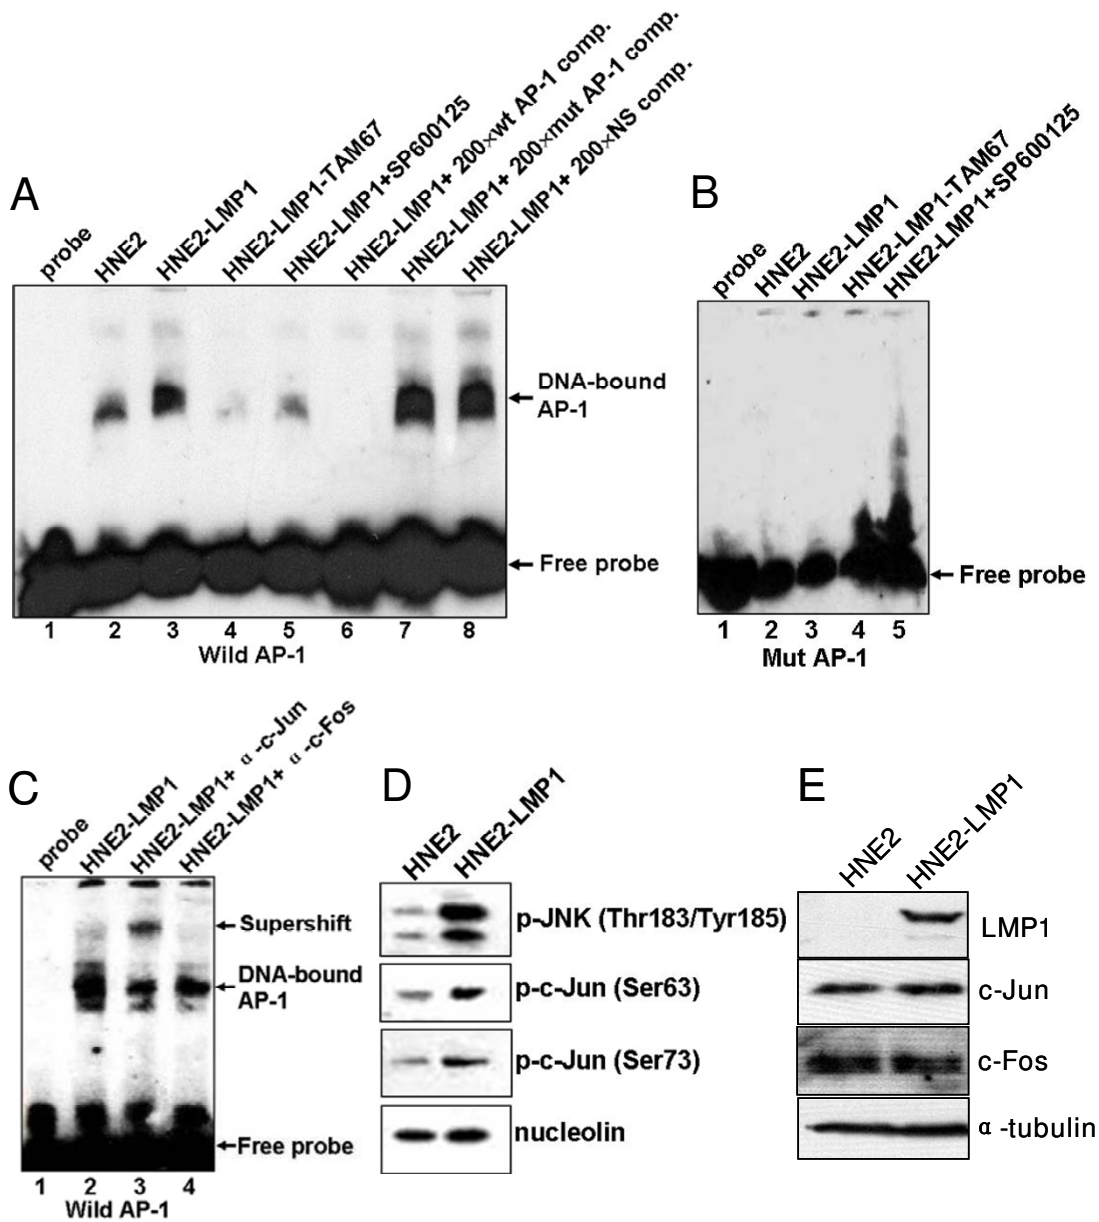 A
probe
HNE2
HNE2-LMP1
HNE2-LMP1-TAM67
HNE2-LMP1+SP600125
HNE2-LMP1+ 200×wt AP-1 comp.
HNE2-LMP1+ 200×mut AP-1 comp.
HNE2-LMP1+ 200×NS comp.
DNA-bound
AP-1
Free probe
1 2 3 4 5 6 7 8
Wild AP-1
B
probe
HNE2
HNE2-LMP1
HNE2-LMP1-TAM67
HNE2-LMP1+SP600125
Free probe
1 2 3 4 5
Mut AP-1
C
probe
HNE2-LMP1
HNE2-LMP1+ α-c-Jun
HNE2-LMP1+ α-c-Fos
Supershift
DNA-bound
AP-1
Free probe
1 2 3 4
Wild AP-1
D
HNE2
HNE2-LMP1
p-JNK (Thr183/Tyr185)
p-c-Jun (Ser63)
p-c-Jun (Ser73)
nucleolin
E
HNE2
HNE2-LMP1
LMP1
c-Jun
c-Fos
α-tubulin